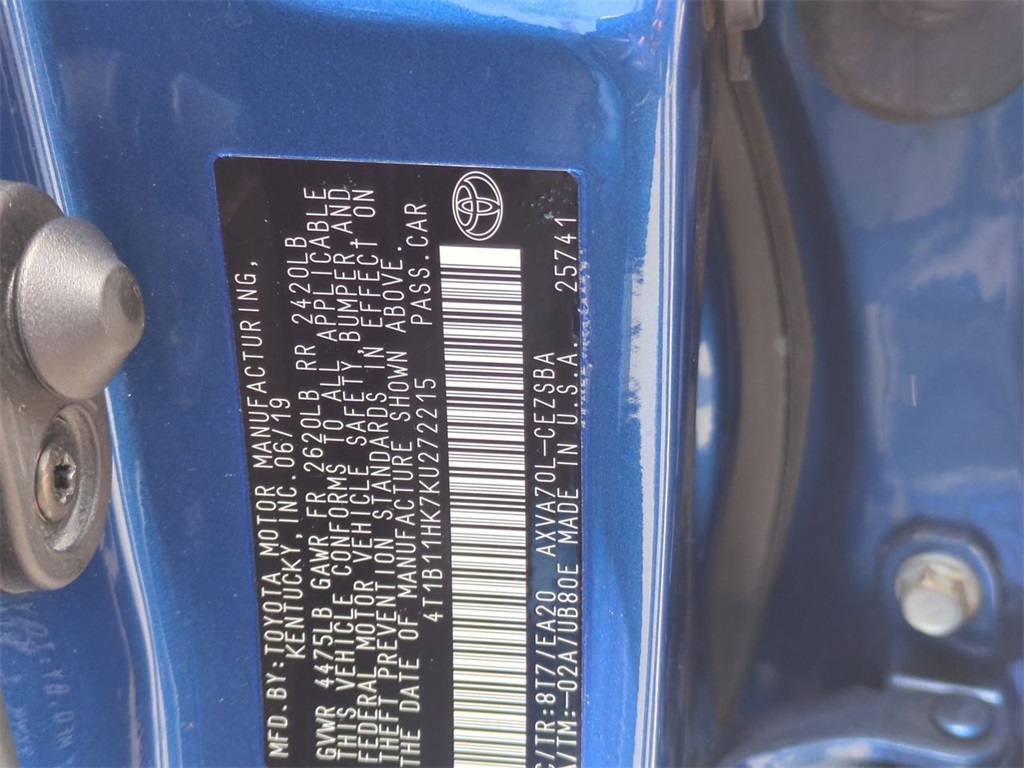 MFD.BY:TOYOTA MOTOR MANUFACTURING,
KENTUCKY, INC. 06/19
GVWR 4475LB GAWR FR 2620LB RR 2420LB
THIS VEHICLE CONFORMS TO ALL APPLICABLE
FEDERAL MOTOR VEHICLE SAFETY, BUMPER, AND
THEFT PREVENTION STANDARDS IN EFFECT ON
THE DATE OF MANUFACTURE SHOWN ABOVE.
4T1B11HK7KU272215 PASS.CAR
C/TR:8T7/EA20 AXVA70L-CEZSBA
A/TM:-02A/UB80E MADE IN U.S.A. 25741